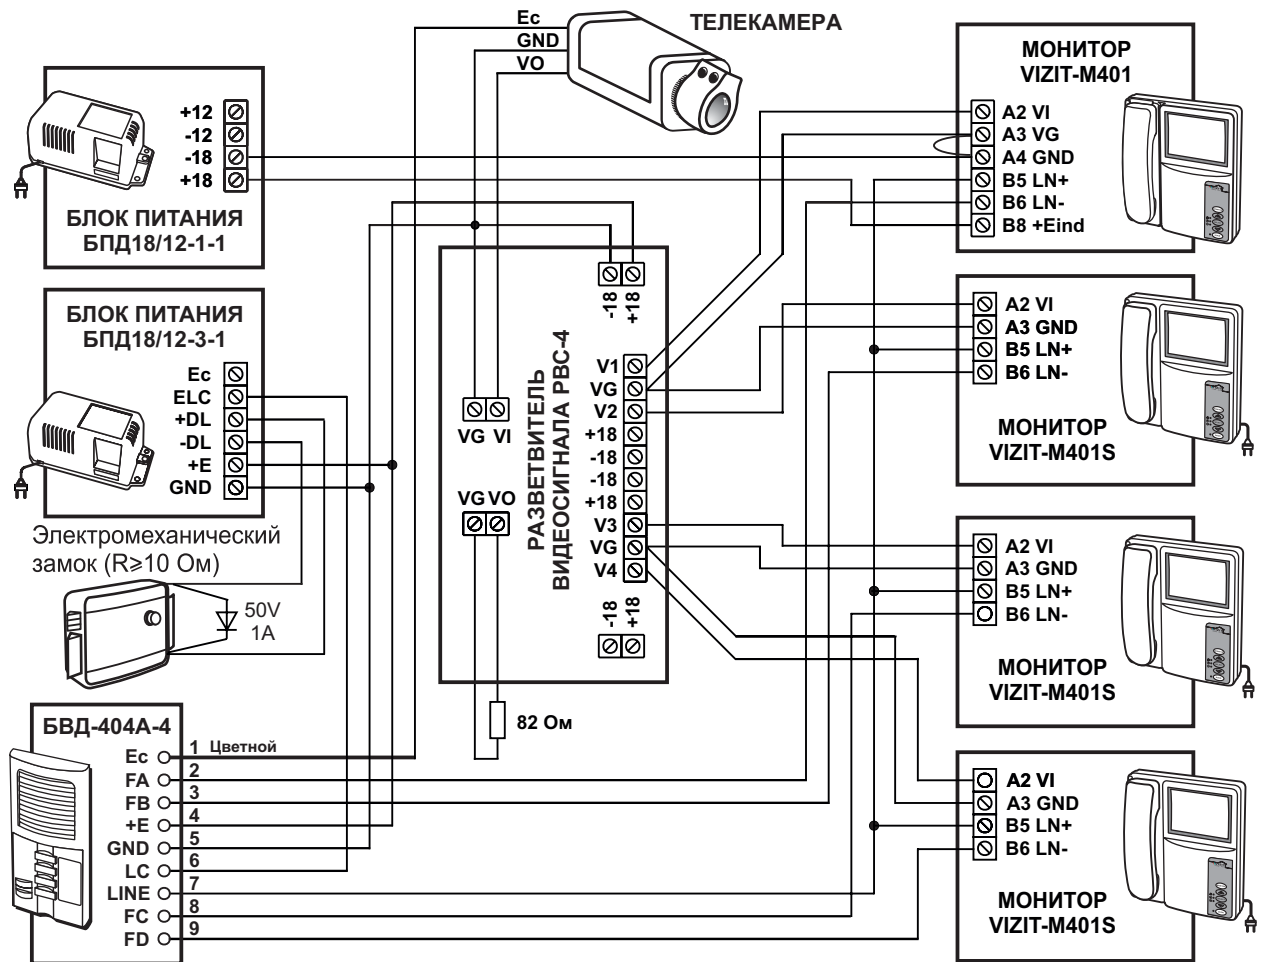 Ec
GND
VO
ТЕЛЕКАМЕРА
+12
-12
-18
+18
БЛОК ПИТАНИЯ
БПД18/12-1-1
БЛОК ПИТАНИЯ
БПД18/12-3-1
Ec
ELC
+DL
-DL
+E
GND
Электромеханический
замок (R≥10 Ом)
50V
1A
БВД-404А-4
Ec
FA
FB
+E
GND
LC
LINE
FC
FD
1 Цветной
2
3
4
5
6
7
8
9
-18
+18
VG VI
VG VO
РАЗВЕТВИТЕЛЬ
ВИДЕОСИГНАЛА РВС-4
V1
VG
V2
+18
-18
-18
+18
V3
VG
V4
-18
+18
82 Ом
МОНИТОР
VIZIT-M401
A2 VI
A3 VG
A4 GND
B5 LN+
B6 LN-
B8 +Eind
A2 VI
A3 GND
B5 LN+
B6 LN-
МОНИТОР
VIZIT-M401S
A2 VI
A3 GND
B5 LN+
B6 LN-
МОНИТОР
VIZIT-M401S
A2 VI
A3 GND
B5 LN+
B6 LN-
МОНИТОР
VIZIT-M401S